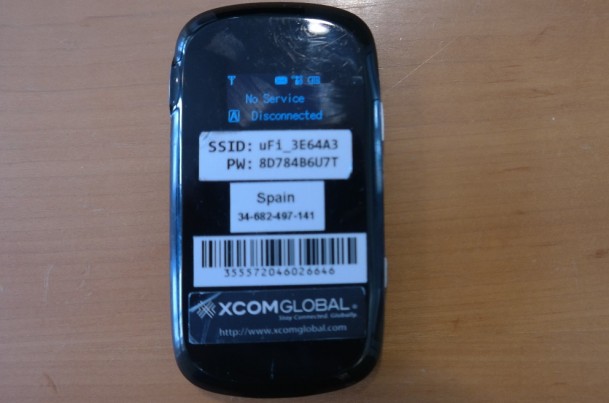 No Service
A Disconnected
SSID: uFi_3E64A3
PW: 8D784B6U7T
Spain
34-682-497-141
355572046026646
XCOMGLOBAL
Stay Connected. Globally.
http://www.xcomglobal.com